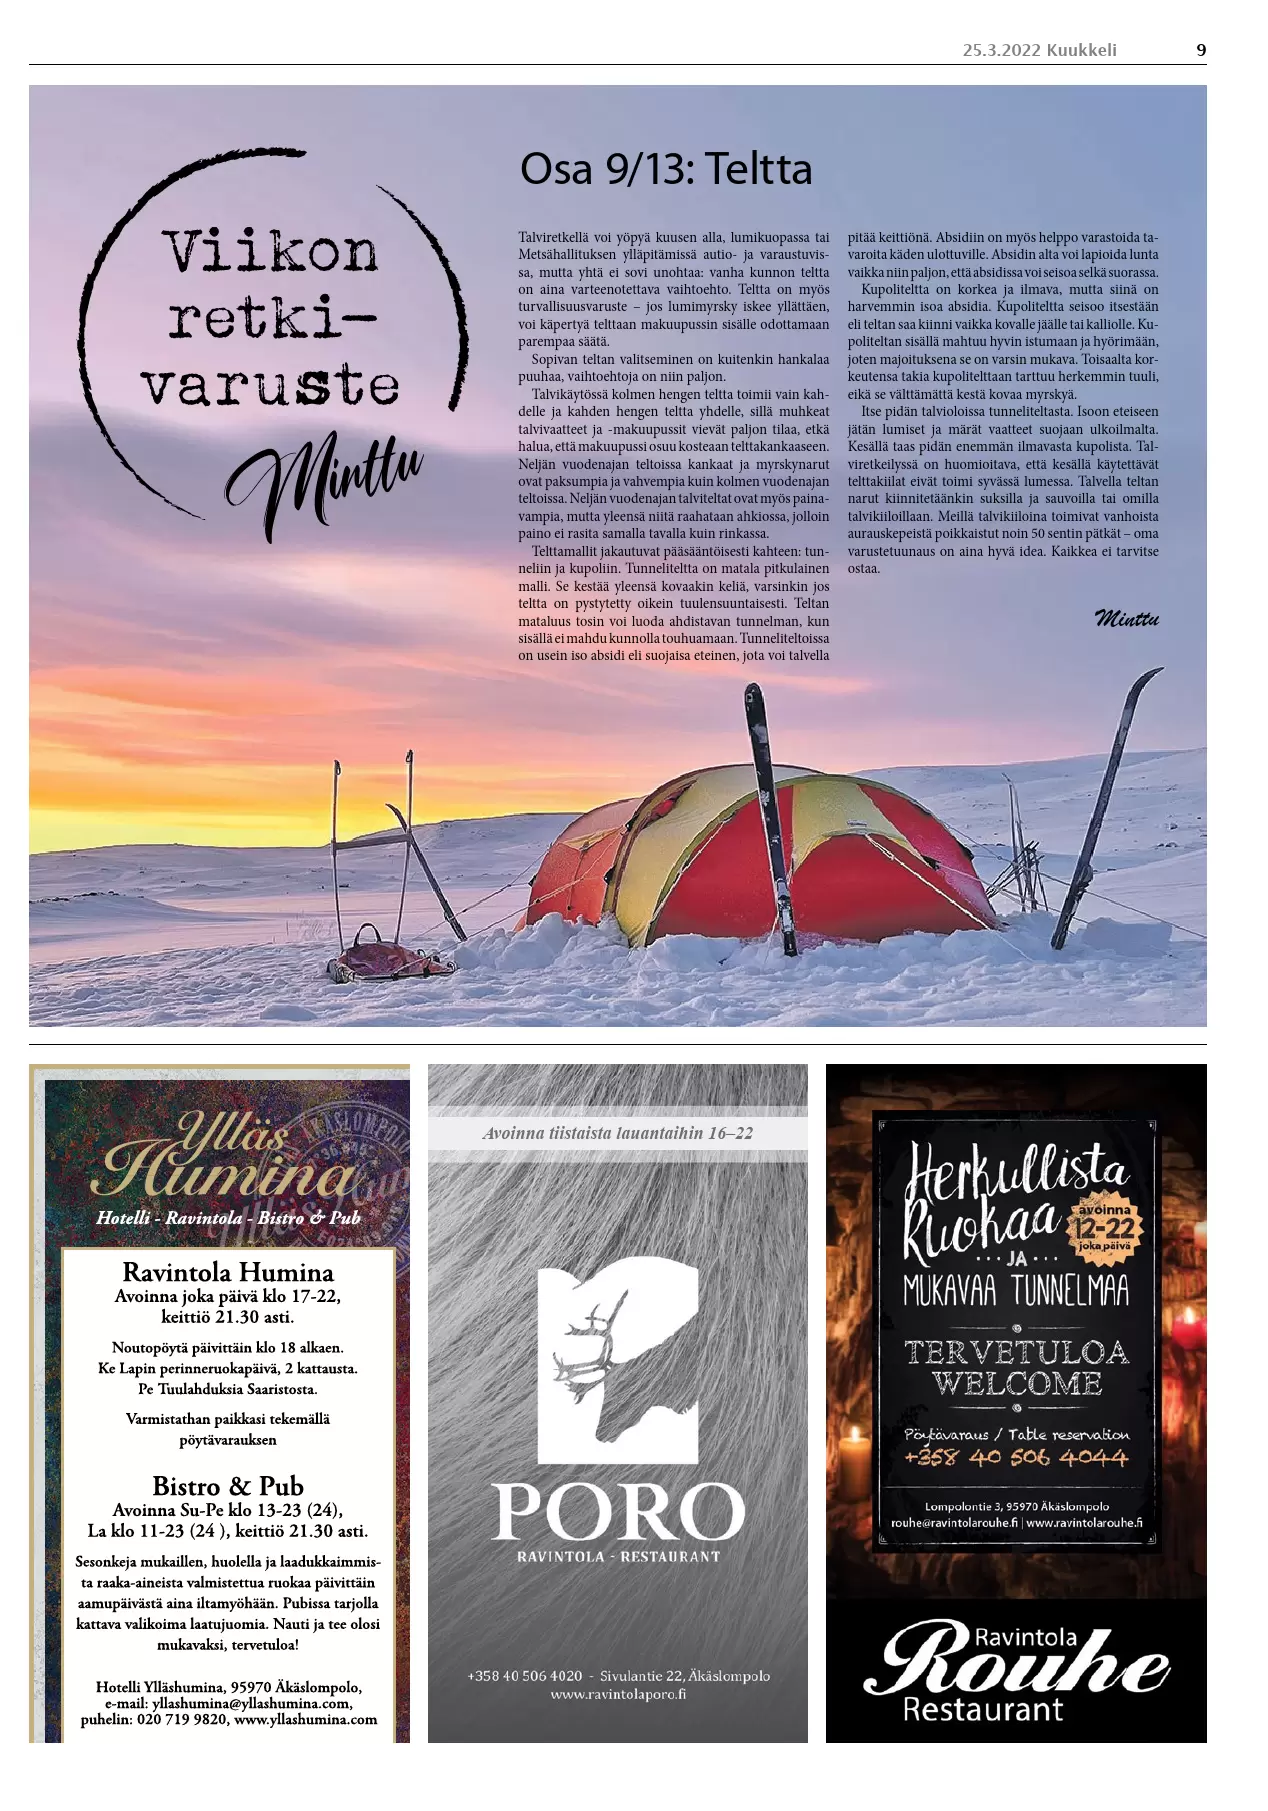 25.3.2022 Kuukkeli 9
Viikon
retki-
varuste
Minttu
Osa 9/13: Teltta
Talviretkellä voi yöpyä kuusen alla, lumikuopassa tai
Metsähallituksen ylläpitämissä autio- ja varaustuvis-
sa, mutta yhtä ei sovi unohtaa: vanha kunnon teltta
on aina varteenotettava vaihtoehto. Teltta on myös
turvallisuusvaruste – jos lumimyrsky iskee yllättäen,
voi käpertyä telttaan makuupussin sisälle odottamaan
parempaa säätä.
Sopivan teltan valitseminen on kuitenkin hankalaa
puuhaa, vaihtoehtoja on niin paljon.
Talvikäytössä kolmen hengen teltta toimii vain kah-
delle ja kahden hengen teltta yhdelle, sillä muhkeat
talvivaatteet ja -makuupussit vievät paljon tilaa, etkä
halua, että makuupussi osuu kosteaan telttakankaaseen.
Neljän vuodenajan teltoissa kankaat ja myrskynarut
ovat paksumpia ja vahvempia kuin kolmen vuodenajan
teltoissa. Neljän vuodenajan talviteltat ovat myös paina-
vampia, mutta yleensä niitä raahataan ahkiossa, jolloin
paino ei rasita samalla tavalla kuin rinkassa.
Telttamallit jakautuvat pääsääntöisesti kahteen: tun-
neliin ja kupoliin. Tunneliteltta on matala pitkulainen
malli. Se kestää yleensä kovaakin keliä, varsinkin jos
teltta on pystytetty oikein tuulensuuntaisesti. Teltan
mataluus tosin voi luoda ahdistavan tunnelman, kun
sisällä ei mahdu kunnolla touhuamaan. Tunneliteltoissa
on usein iso absidi eli suojaisa eteinen, jota voi talvella
pitää keittiönä. Absidiin on myös helppo varastoida ta-
varoita käden ulottuville. Absidin alta voi lapioida lunta
vaikka niin paljon, että absidissa voi seisoa selkä suorassa.
Kupoliteltta on korkea ja ilmava, mutta siinä on
harvemmin isoa absidia. Kupoliteltta seisoo itsestään
eli teltan saa kiinni vaikka kovalle jäälle tai kalliolle. Ku-
politeltan sisällä mahtuu hyvin istumaan ja hyörimään,
joten majoituksena se on varsin mukava. Toisaalta kor-
keutensa takia kupolitelttaan tarttuu herkemmin tuuli,
eikä se välttämättä kestä kovaa myrskyä.
Itse pidän talvioloissa tunneliteltasta. Isoon eteiseen
jätän lumiset ja märät vaatteet suojaan ulkoilmalta.
Kesällä taas pidän enemmän ilmavasta kupolista. Tal-
viretkeilyssä on huomioitava, että kesällä käytettävät
telttakiilat eivät toimi syvässä lumessa. Talvella teltan
narut kiinnitetäänkin suksilla ja sauvoilla tai omilla
talvikiiloillaan. Meillä talvikiiloina toimivat vanhoista
aurauskepeistä poikkaistut noin 50 sentin pätkät – oma
varustetuunaus on aina hyvä idea. Kaikkea ei tarvitse
ostaa.
Minttu
Ylläs
Humina
Hotelli - Ravintola - Bistro & Pub
Ravintola Humina
Avoinna joka päivä klo 17-22,
keittiö 21.30 asti.
Noutopöytä päivittäin klo 18 alkaen.
Ke Lapin perinneruokapäivä, 2 kattausta.
Pe Tuulahduksia Saaristosta.
Varmistathan paikkasi tekemällä
pöytävarauksen
Bistro & Pub
Avoinna Su-Pe klo 13-23 (24),
La klo 11-23 (24 ), keittiö 21.30 asti.
Sesonkeja mukaillen, huolella ja laadukkaimmis-
ta raaka-aineista valmistettua ruokaa päivittäin
aamupäivästä aina iltamyöhään. Pubissa tarjolla
kattava valikoima laatujuomia. Nauti ja tee olosi
mukavaksi, tervetuloa!
Hotelli Ylläshumina, 95970 Äkäslompolo,
e-mail: yllashumina@yllashumina.com,
puhelin: 020 719 9820, www.yllashumina.com
Avoinna tiistaista lauantaihin 16–22
PORO
RAVINTOLA - RESTAURANT
+358 40 506 4020 - Sivulantie 22, Äkäslompolo
www.ravintolaporo.fi
Herkullista
Ruokaa
avoinna
12-22
joka päivä
JA
MUKAVAA TUNNELMAA
TERVETULOA
WELCOME
Pöytävaraus / Table reservation
+358 40 506 4044
Lompolontie 3, 95970 Äkäslompolo
rouhe@ravintolarouhe.fi | www.ravintolarouhe.fi
Ravintola
Rouhe
Restaurant